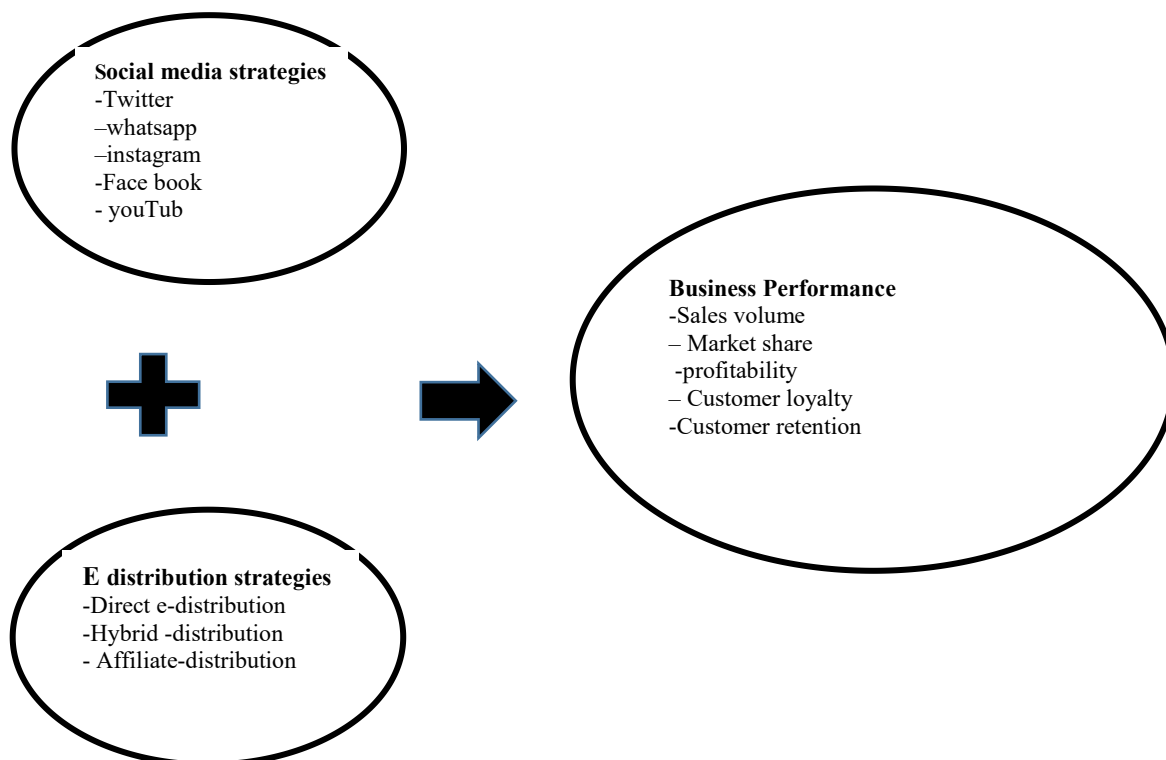 Social media strategies
-Twitter
–whatsapp
–instagram
-Face book
- youTub
Business Performance
-Sales volume
– Market share
-profitability
– Customer loyalty
-Customer retention
E distribution strategies
-Direct e-distribution
-Hybrid -distribution
- Affiliate-distribution